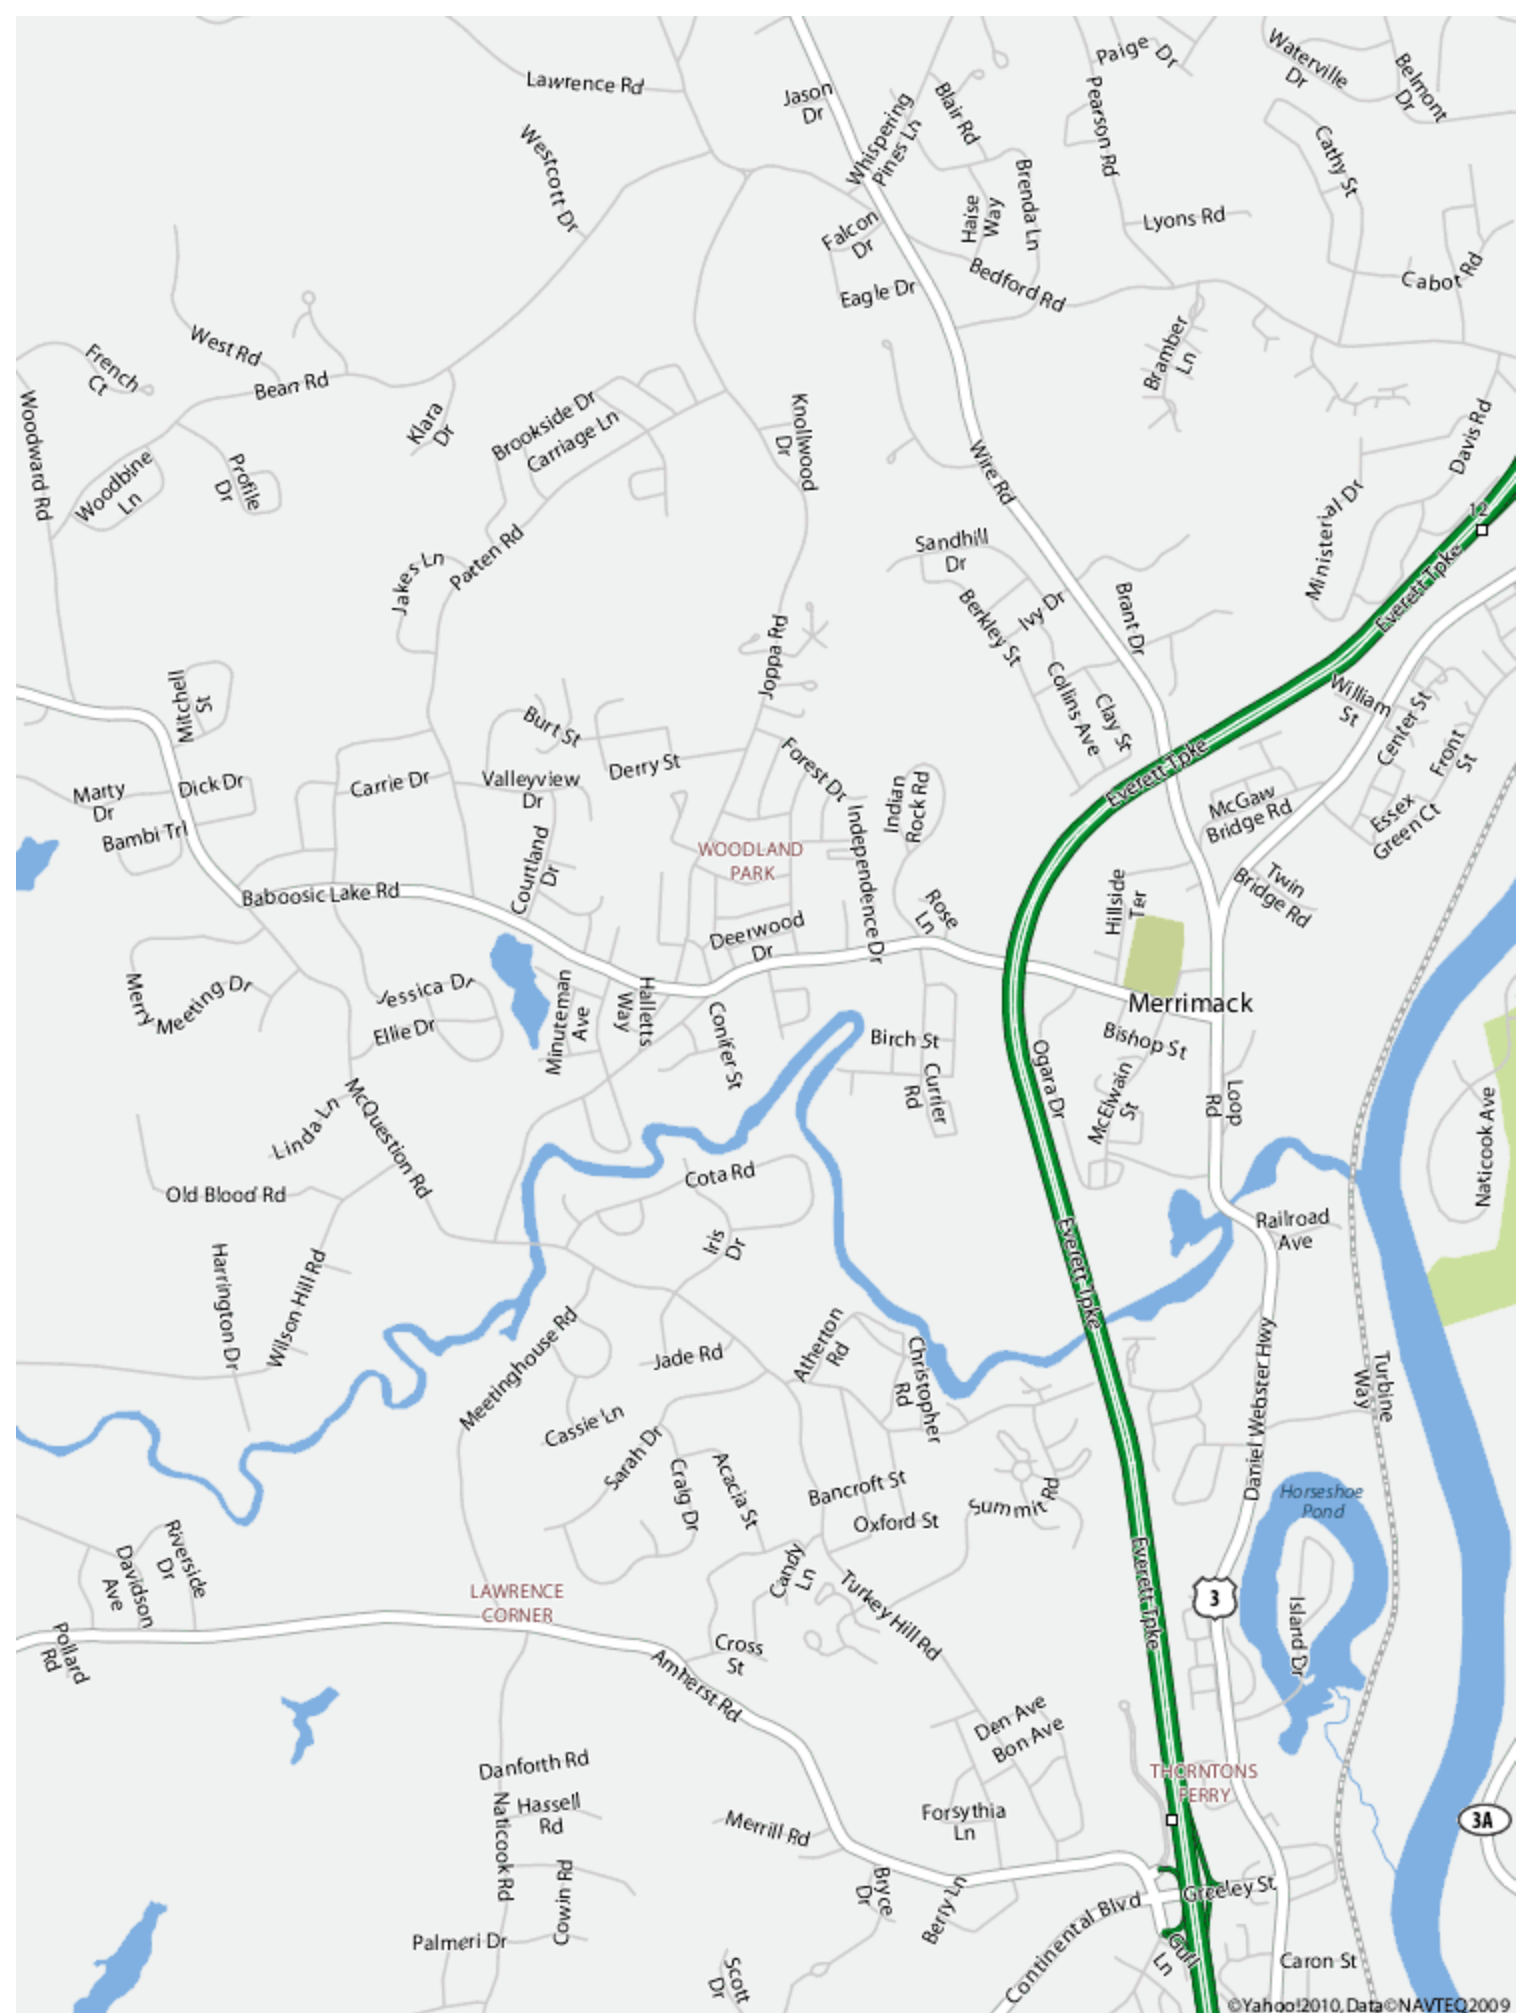 Lawrence Rd
Jason
Dr
Whispering
Pines Ln
Blair Rd
Paige Dr
Pearson Rd
Waterville
Dr
Belmont
Dr
Westcott Dr
Cathy St
Haise
Way
Brenda Ln
Lyons Rd
Falcon
Dr
Eagle Dr
Bedford Rd
Cabot Rd
West Rd
French
Ct
Bean Rd
Bramber
Ln
Woodward Rd
Klara
Dr
Brookside Dr
Carriage Ln
Knollwood
Dr
Davis Rd
Woodbine
Ln
Profile
Dr
Wire Rd
Ministerial Dr
12
Jakes Ln
Patten Rd
Sandhill
Dr
Everett Tpke
Berkley St
Ivy Dr
Brant Dr
Joppa Rd
Mitchell
St
Burt St
Collins Ave
Clay St
William
St
Center St
Front
St
Marty
Dr
Dick Dr
Carrie Dr
Valleyview
Dr
Derry St
Forest Dr
Indian
Rock Rd
Everett Tpke
McGaw
Bridge Rd
Essex
Green Ct
Bambi Trl
Courtland
Dr
WOODLAND
PARK
Independence Dr
Baboosic Lake Rd
Rose
Ln
Hillside
Ter
Twin
Bridge Rd
Deerwood
Dr
Merry
Meeting Dr
Jessica Dr
Ellie Dr
Minuteman
Ave
Halletts
Way
Conifer St
Merrimack
Birch St
Bishop St
Ogara Dr
Currier
Rd
McElwain
St
Loop
Rd
Naticook Ave
Linda Ln
McQuestion Rd
Old Blood Rd
Cota Rd
Iris
Dr
Railroad
Ave
Harrington Dr
Wilson Hill Rd
Everett Tpke
Meetinghouse Rd
Jade Rd
Atherton
Rd
Christopher
Rd
Daniel Webster Hwy
Turbine
Way
Cassie Ln
Sarah Dr
Craig Dr
Acacia St
Bancroft St
Oxford St
Summit Rd
Horseshoe
Pond
Riverside
Dr
Davidson
Ave
LAWRENCE
CORNER
Candy
Ln
Turkey Hill Rd
Everett Tpke
3
Island Dr
Pollard
Rd
Cross
St
Amherst Rd
Den Ave
Bon Ave
Danforth Rd
THORNTONS
FERRY
Hassell
Rd
Naticook Rd
Merrill Rd
Forsythia
Ln
3A
Cowin Rd
Bryce
Dr
Berry Ln
Greeley St
Continental Blvd
Palmeri Dr
Scott
Dr
Gufl
Ln
Caron St
©Yahoo!2010, Data©NAVTEQ2009